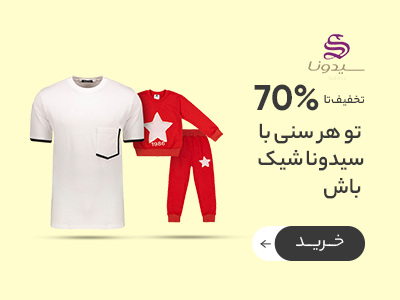 سیدونا
تخفیف تا 70%
تو هر سنی با
سیدونا شیک
باش
خرید
1986